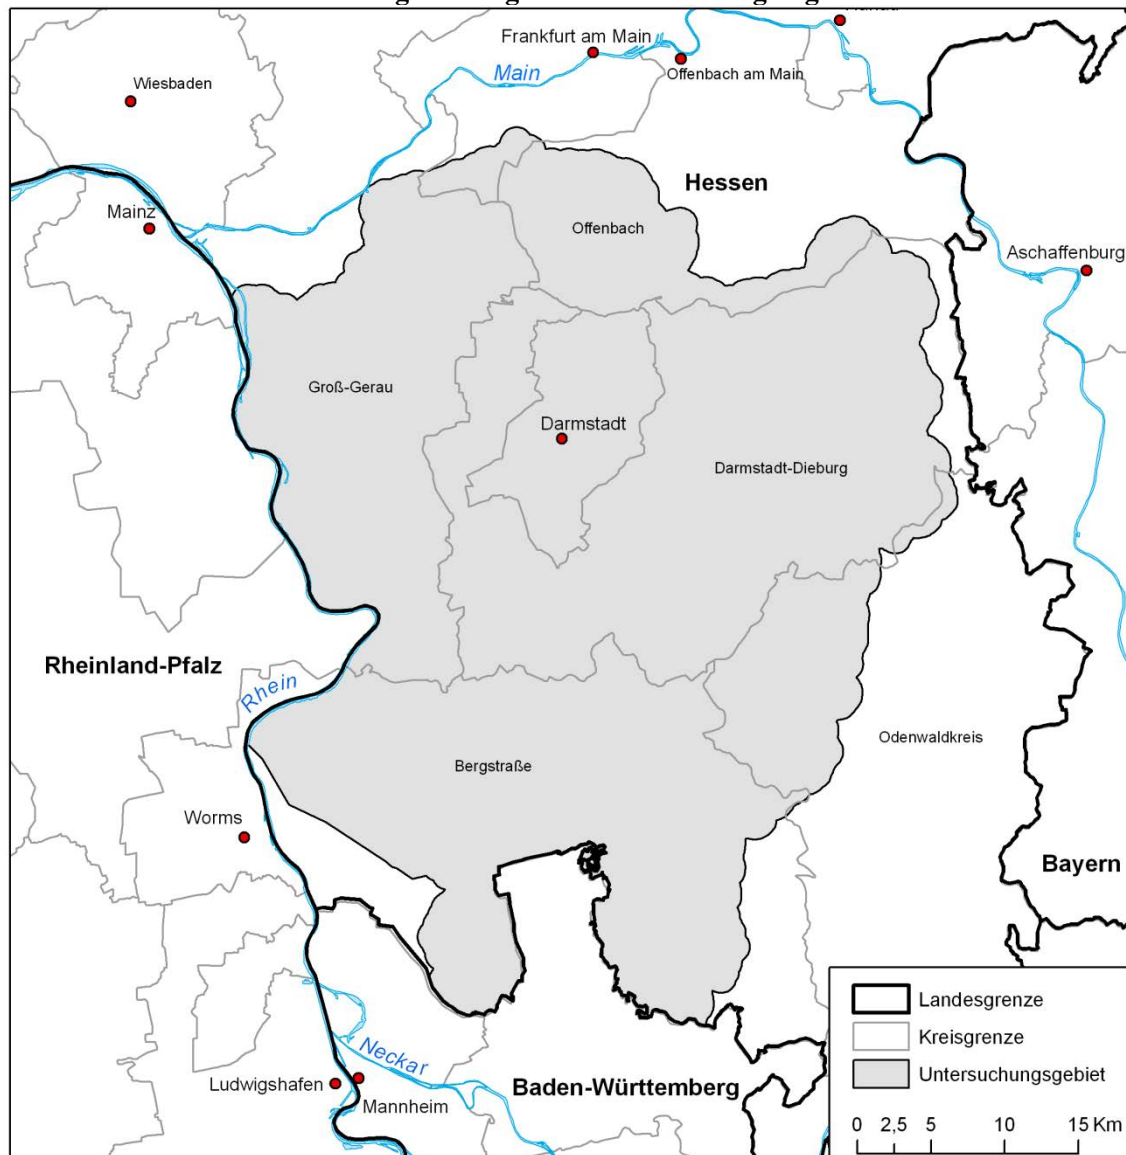 Frankfurt am Main
Main
Offenbach am Main
Wiesbaden
Hessen
Mainz
Offenbach
Aschaffenburg
Groß-Gerau
Darmstadt
Darmstadt-Dieburg
Rheinland-Pfalz
Rhein
Odenwaldkreis
Bergstraße
Worms
Bayern
Landesgrenze
Kreisgrenze
Neckar
Untersuchungsgebiet
Ludwigshafen
Baden-Württemberg
Mannheim
0 2,5 5 10 15 Km